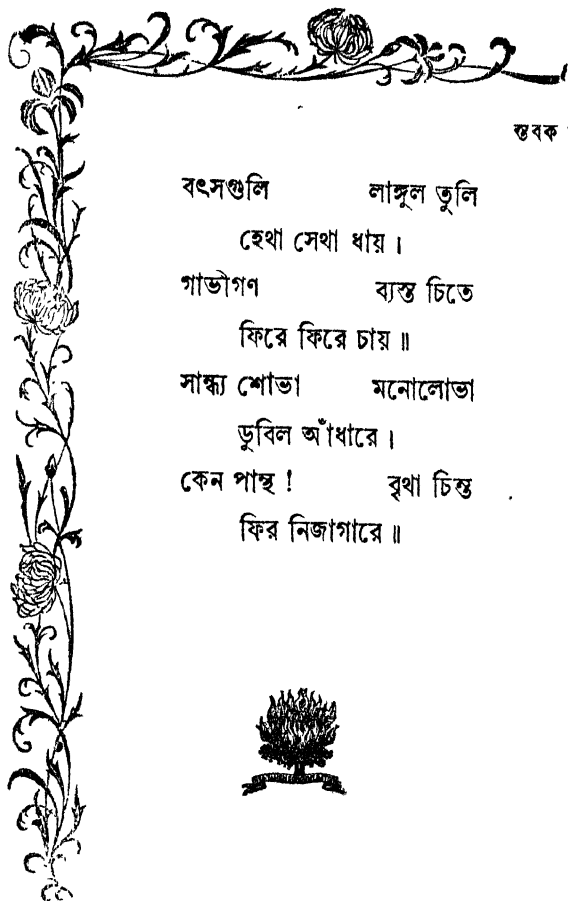 স্তবক
বৎসগুলি লাঙ্গুল তুলি
হেথা সেথা ধায়।
গাভীগণ ব্যস্ত চিতে
ফিরে ফিরে চায়॥
সান্ধ্য শোভা মনোলোভা
ডুবিল আঁধারে।
কেন পান্থ! বৃথা চিন্ত
ফির নিজাগারে॥